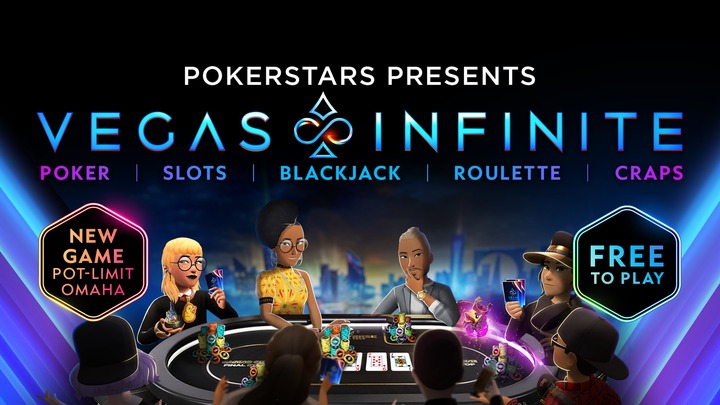 POKERSTARS PRESENTS
VEGAS INFINITE
POKER | SLOTS | BLACKJACK | ROULETTE | CRAPS
NEW
GAME
POT-LIMIT
OMAHA
FREE
TO PLAY